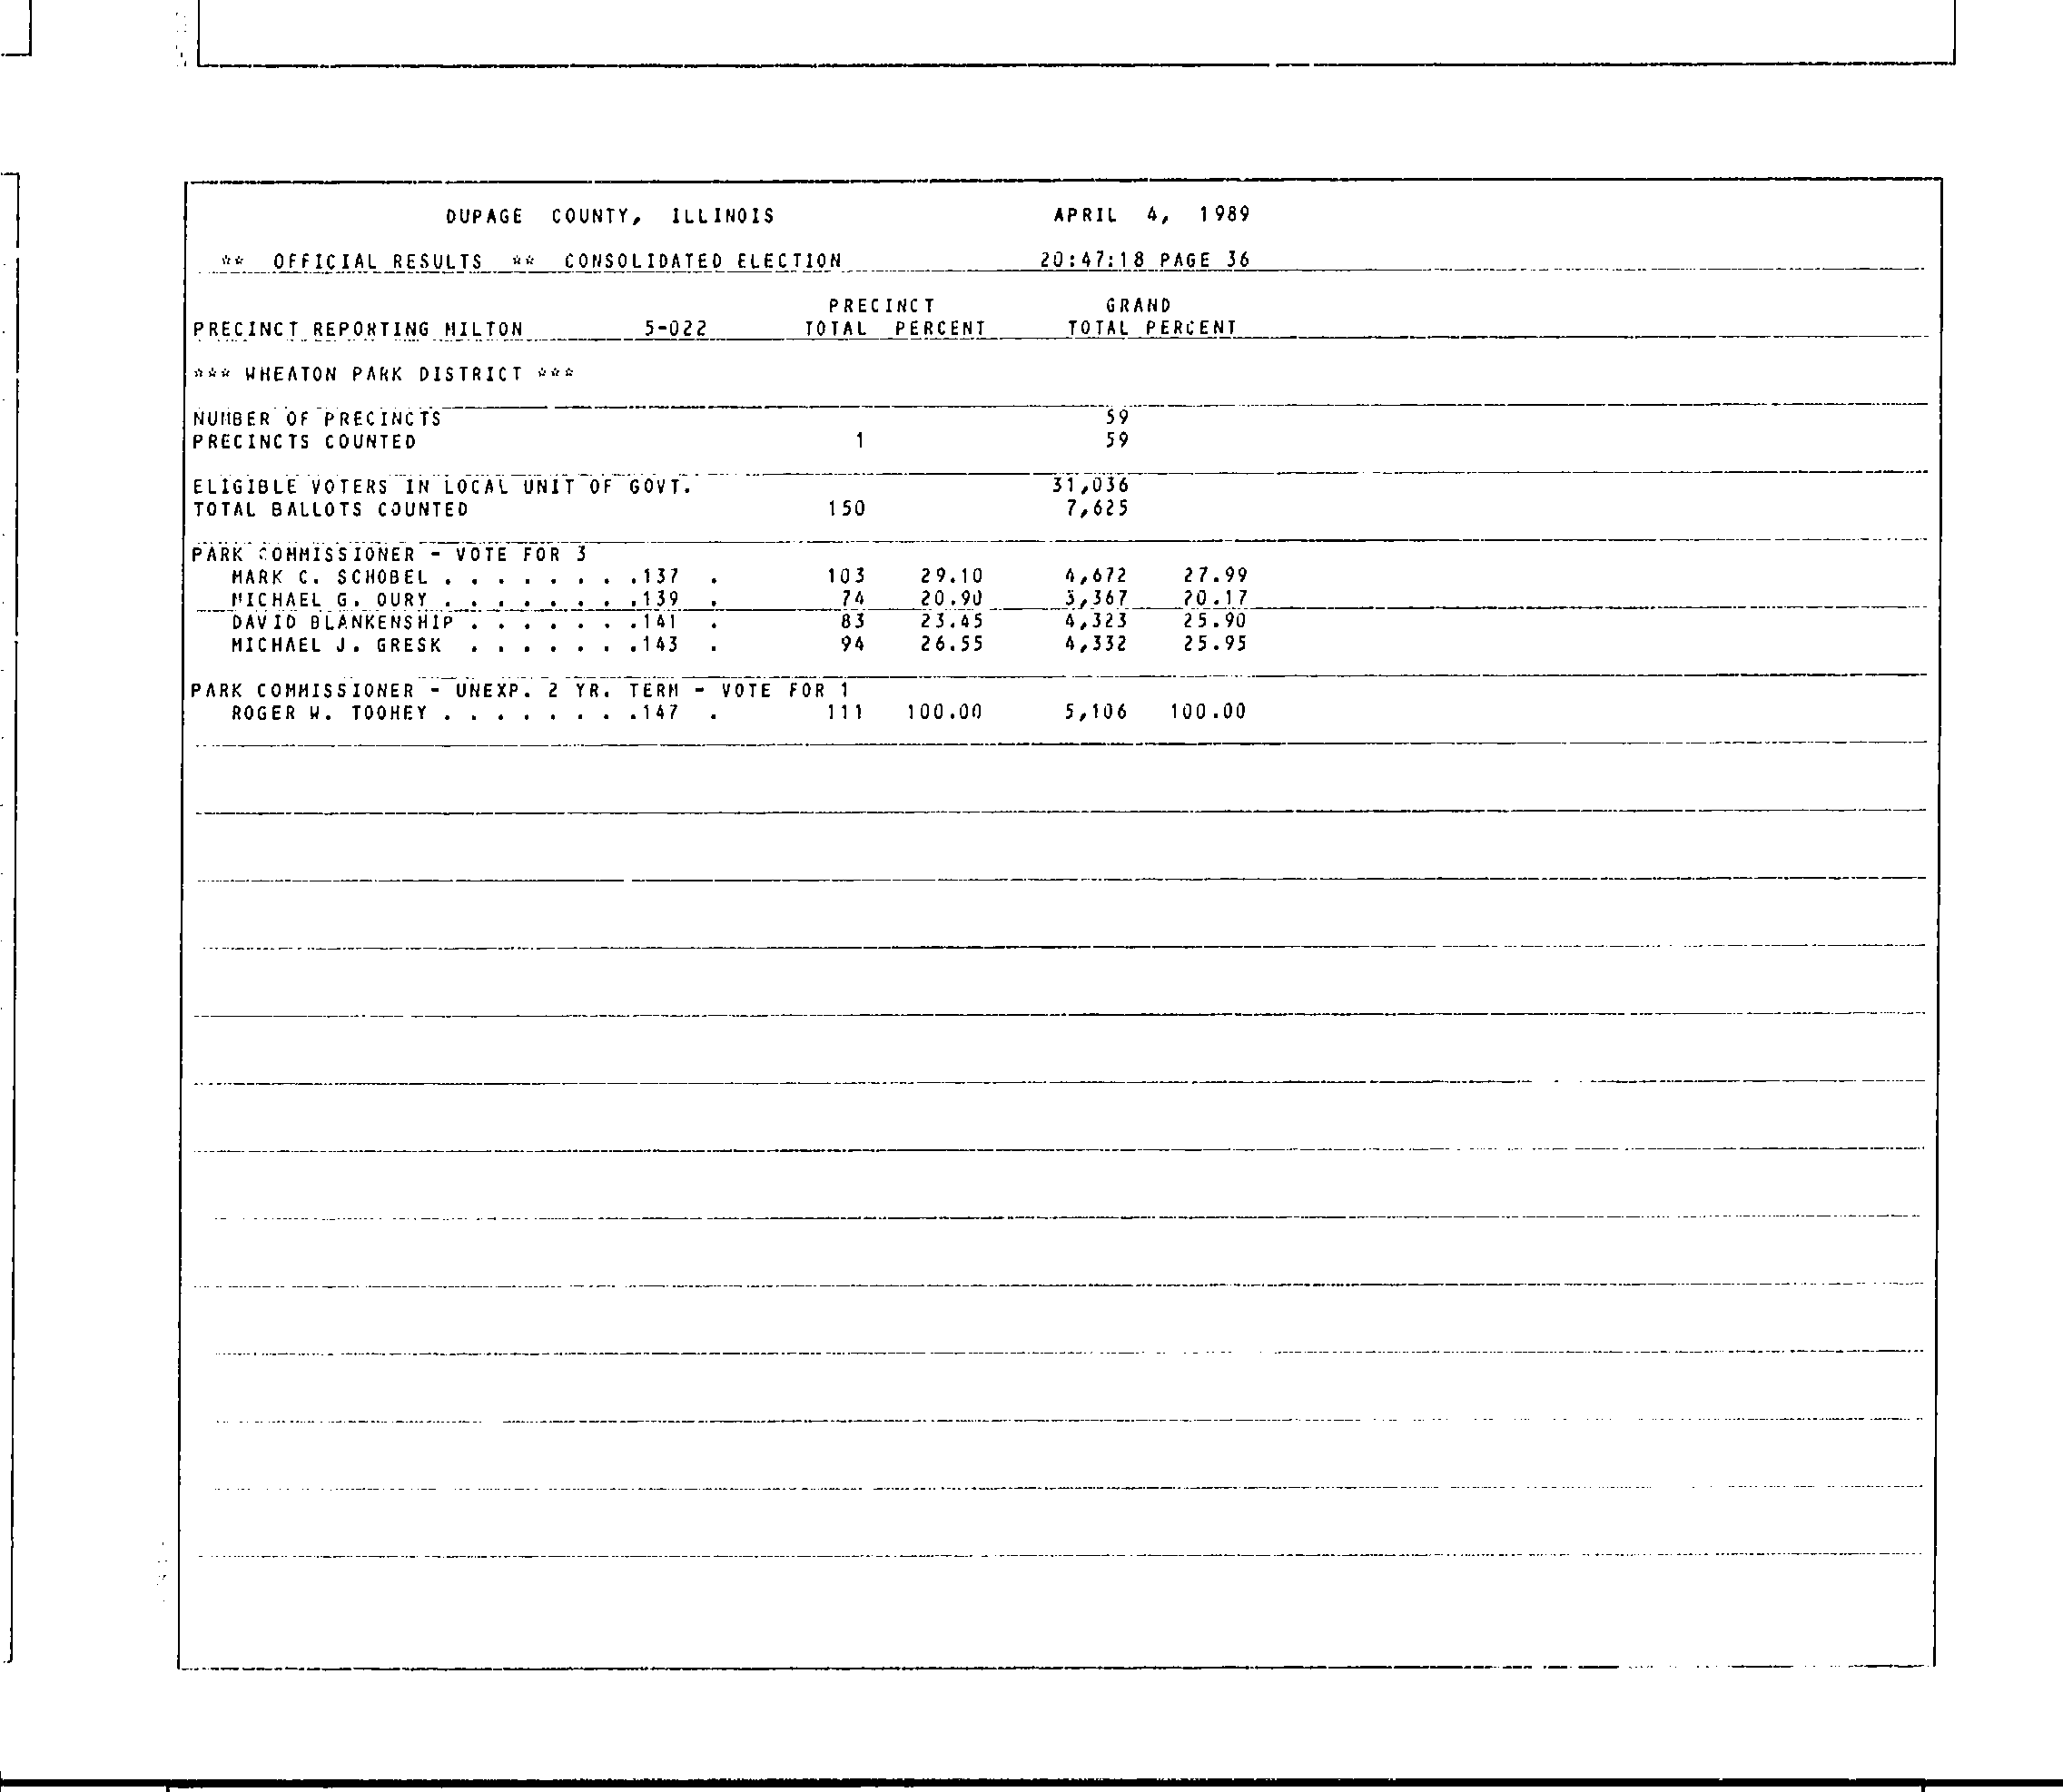 DUPAGE COUNTY, ILLINOIS APRIL 4, 1989
** OFFICIAL RESULTS ** CONSOLIDATED ELECTION 20:47:18 PAGE 36
PRECINCT GRAND
PRECINCT REPORTING MILTON 5-022 TOTAL PERCENT TOTAL PERCENT
*** WHEATON PARK DISTRICT ***
NUMBER OF PRECINCTS 59
PRECINCTS COUNTED 1 59
ELIGIBLE VOTERS IN LOCAL UNIT OF GOVT. 31,036
TOTAL BALLOTS COUNTED 150 7,625
PARK COMMISSIONER - VOTE FOR 3
MARK C. SCHOBEL . . . . . . . .137 . 103 29.10 4,672 27.99
MICHAEL G. OURY . . . . . . . .139 . 74 20.90 3,367 20.17
DAVID BLANKENSHIP . . . . . . .141 . 83 23.45 4,323 25.90
MICHAEL J. GRESK . . . . . . .143 . 94 26.55 4,332 25.95
PARK COMMISSIONER - UNEXP. 2 YR. TERM - VOTE FOR 1
ROGER W. TOOHEY . . . . . . . .147 . 111 100.00 5,106 100.00